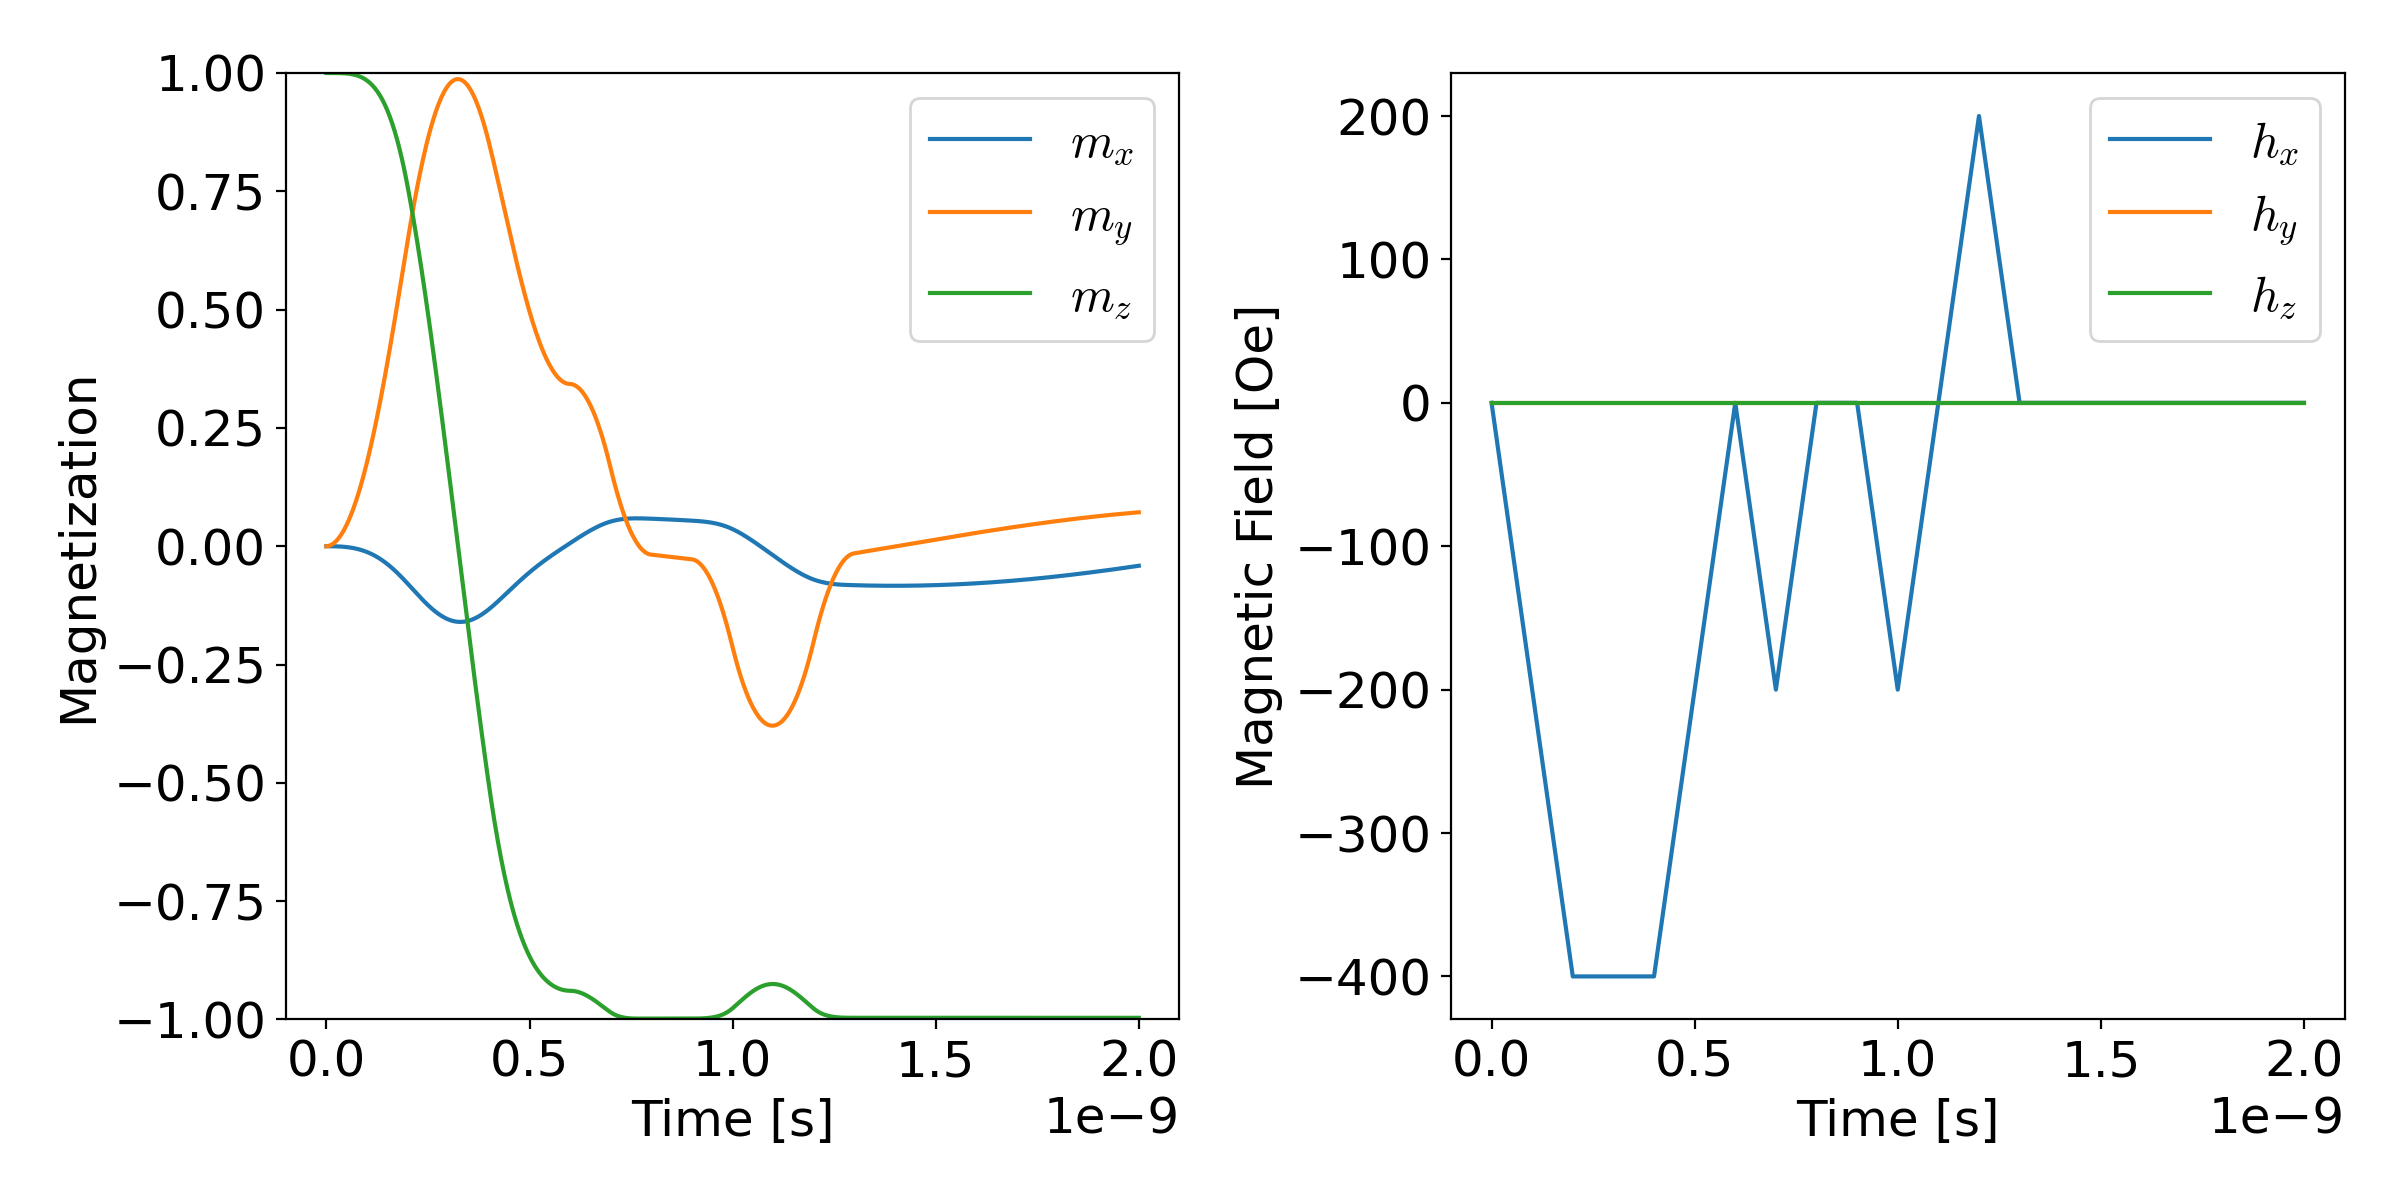 Magnetization
1.00
0.75
0.50
0.25
0.00
−0.25
−0.50
−0.75
−1.00
m_x
m_y
m_z
0.0 0.5 1.0 1.5 2.0
Time [s]
1e−9
Magnetic Field [Oe]
200
100
0
−100
−200
−300
−400
h_x
h_y
h_z
0.0 0.5 1.0 1.5 2.0
Time [s]
1e−9